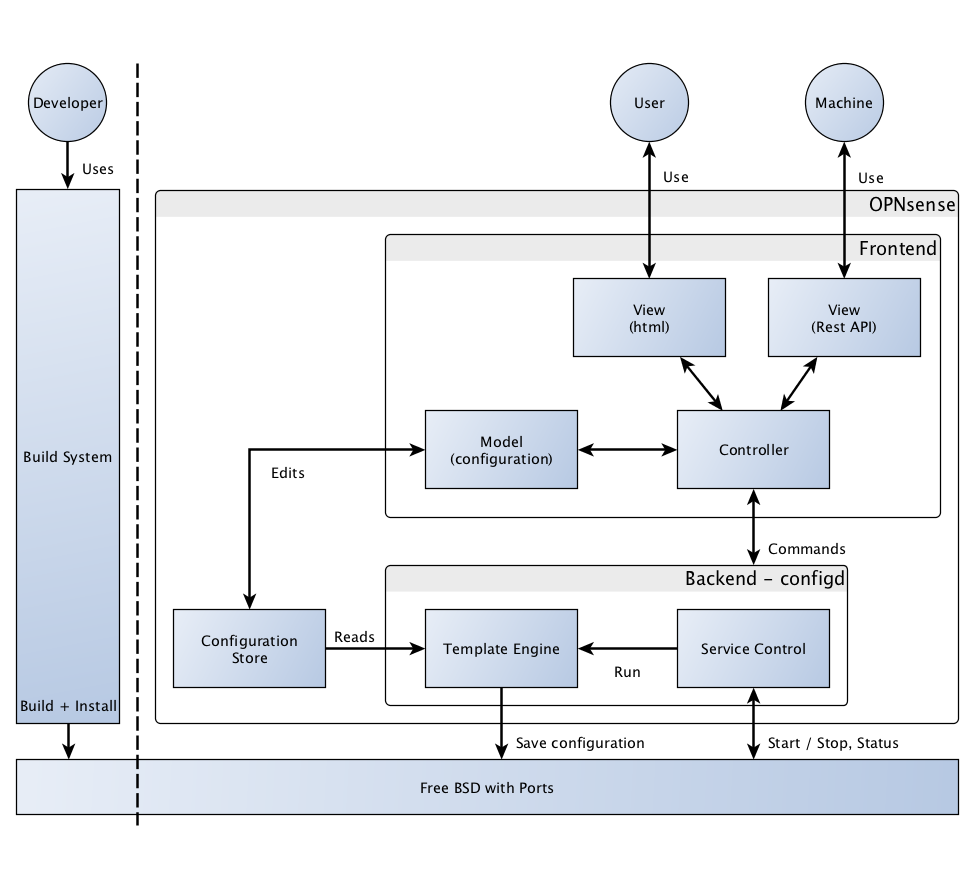 Developer
User
Machine
Uses
Use
Use
OPNsense
Frontend
View
(html)
View
(Rest API)
Model
(configuration)
Controller
Build System
Edits
Commands
Backend - configd
Configuration
Store
Reads
Template Engine
Run
Service Control
Build + Install
Save configuration
Start / Stop, Status
Free BSD with Ports